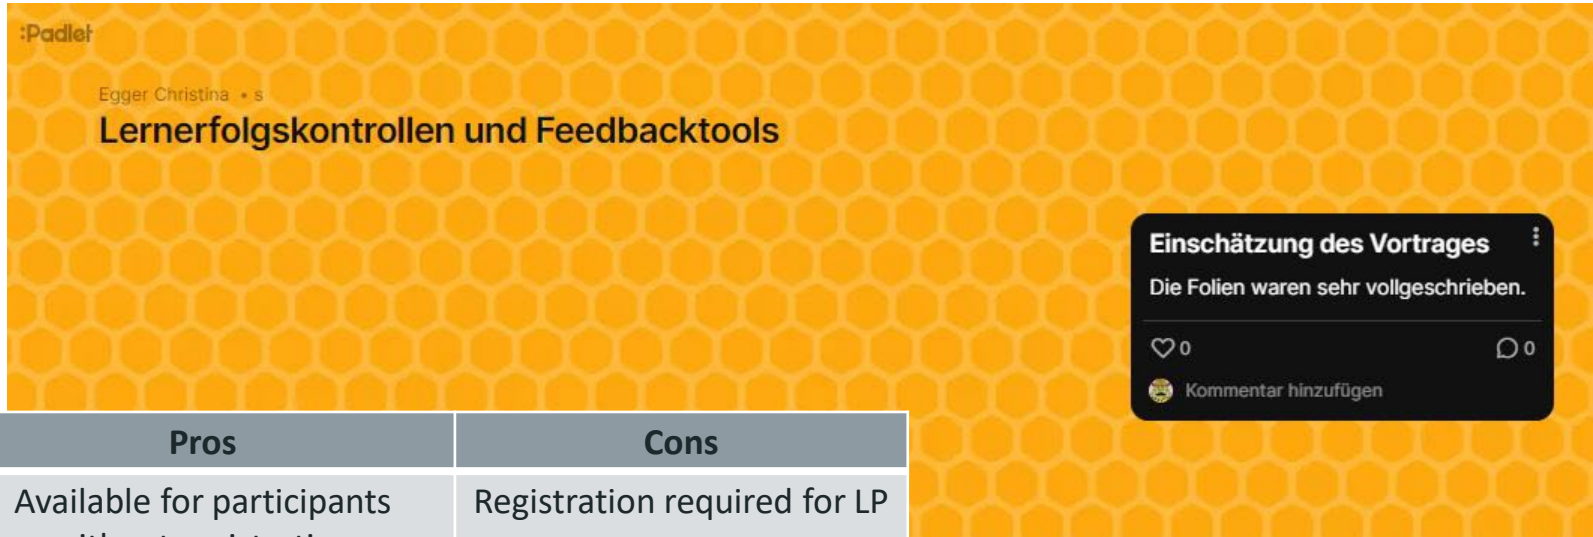 :Padlet
Egger Christina • s
Lernerfolgskontrollen und Feedbacktools
Einschätzung des Vortrages
Die Folien waren sehr vollgeschrieben.
0 0
Kommentar hinzufügen
Pros Cons
Available for participants Registration required for LP